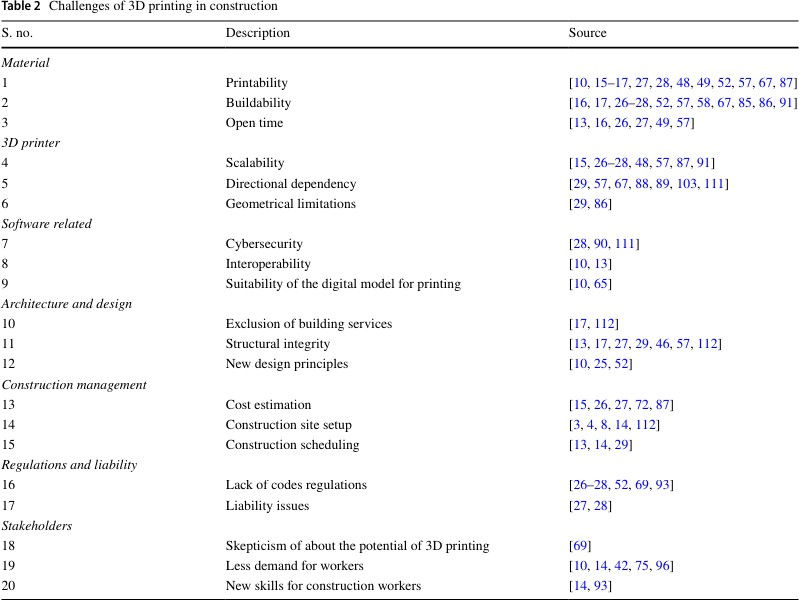 Table 2 Challenges of 3D printing in construction
S. no. Description Source
Material
1 Printability [10, 15–17, 27, 28, 48, 49, 52, 57, 67, 87]
2 Buildability [16, 17, 26–28, 52, 57, 58, 67, 85, 86, 91]
3 Open time [13, 16, 26, 27, 49, 57]
3D printer
4 Scalability [15, 26–28, 48, 57, 87, 91]
5 Directional dependency [29, 57, 67, 88, 89, 103, 111]
6 Geometrical limitations [29, 86]
Software related
7 Cybersecurity [28, 90, 111]
8 Interoperability [10, 13]
9 Suitability of the digital model for printing [10, 65]
Architecture and design
10 Exclusion of building services [17, 112]
11 Structural integrity [13, 17, 27, 29, 46, 57, 112]
12 New design principles [10, 25, 52]
Construction management
13 Cost estimation [15, 26, 27, 72, 87]
14 Construction site setup [3, 4, 8, 14, 112]
15 Construction scheduling [13, 14, 29]
Regulations and liability
16 Lack of codes regulations [26–28, 52, 69, 93]
17 Liability issues [27, 28]
Stakeholders
18 Skepticism of about the potential of 3D printing [69]
19 Less demand for workers [10, 14, 42, 75, 96]
20 New skills for construction workers [14, 93]